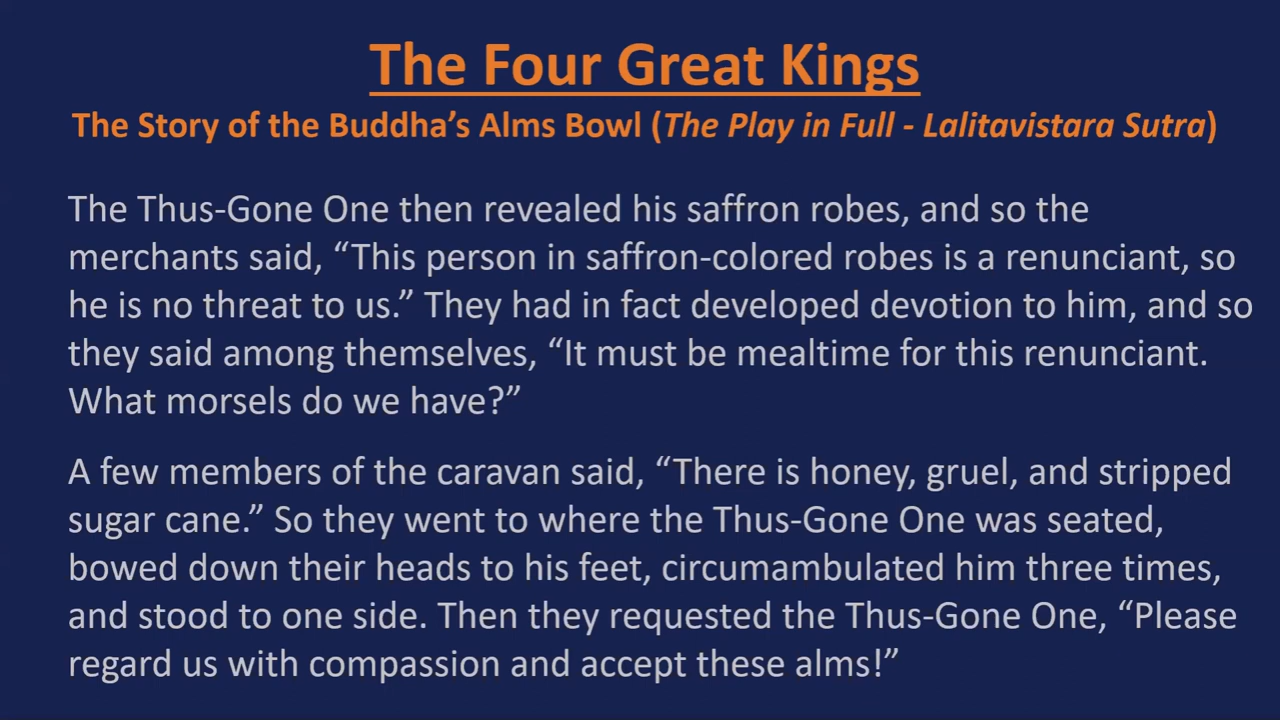 The Four Great Kings
The Story of the Buddha’s Alms Bowl (The Play in Full - Lalitavistara Sutra)
The Thus-Gone One then revealed his saffron robes, and so the
merchants said, “This person in saffron-colored robes is a renunciant, so
he is no threat to us.” They had in fact developed devotion to him, and so
they said among themselves, “It must be mealtime for this renunciant.
What morsels do we have?”
A few members of the caravan said, “There is honey, gruel, and stripped
sugar cane.” So they went to where the Thus-Gone One was seated,
bowed down their heads to his feet, circumambulated him three times,
and stood to one side. Then they requested the Thus-Gone One, “Please
regard us with compassion and accept these alms!”